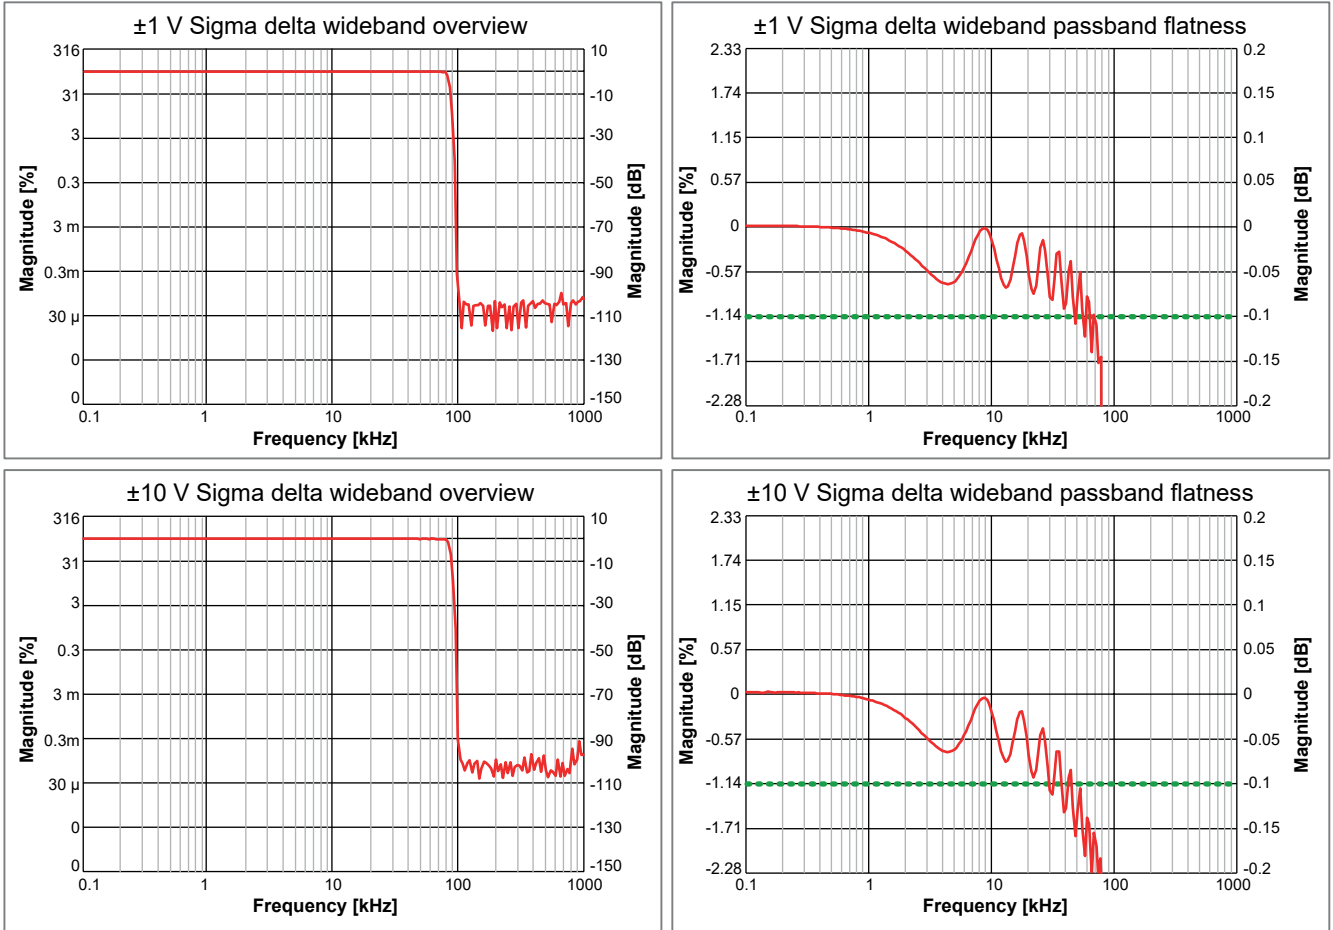 ±1 V Sigma delta wideband overview
316
31
3
0.3
3 m
0.3m
30 µ
0
0
Magnitude [%]
10
-10
-30
-50
-70
-90
-110
-130
-150
Magnitude [dB]
0.1 1 10 100 1000
Frequency [kHz]
±1 V Sigma delta wideband passband flatness
2.33
1.74
1.15
0.57
0
-0.57
-1.14
-1.71
-2.28
Magnitude [%]
0.2
0.15
0.1
0.05
0
-0.05
-0.1
-0.15
-0.2
Magnitude [dB]
0.1 1 10 100 1000
Frequency [kHz]
±10 V Sigma delta wideband overview
316
31
3
0.3
3 m
0.3m
30 µ
0
0
Magnitude [%]
10
-10
-30
-50
-70
-90
-110
-130
-150
Magnitude [dB]
0.1 1 10 100 1000
Frequency [kHz]
±10 V Sigma delta wideband passband flatness
2.33
1.74
1.15
0.57
0
-0.57
-1.14
-1.71
-2.28
Magnitude [%]
0.2
0.15
0.1
0.05
0
-0.05
-0.1
-0.15
-0.2
Magnitude [dB]
0.1 1 10 100 1000
Frequency [kHz]